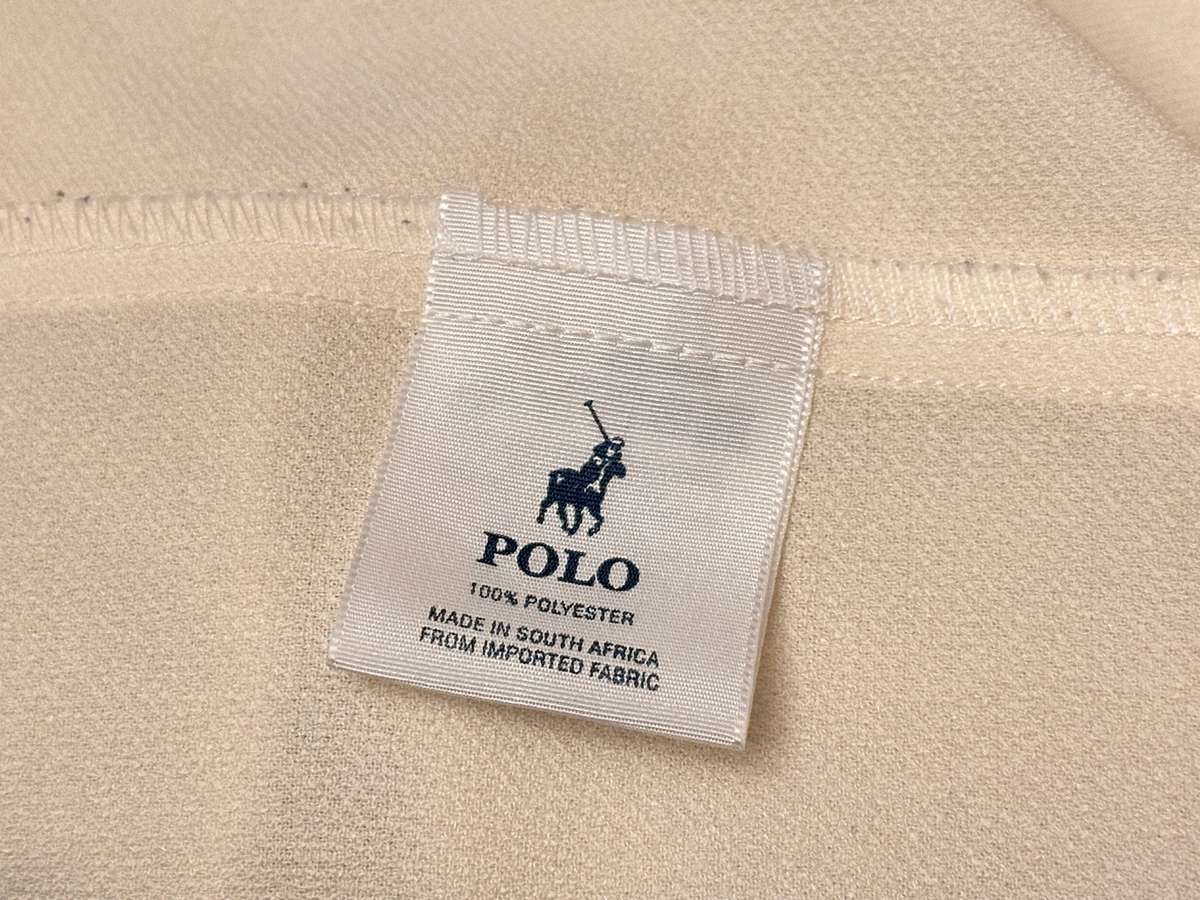 POLO
100% POLYESTER
MADE IN SOUTH AFRICA
FROM IMPORTED FABRIC